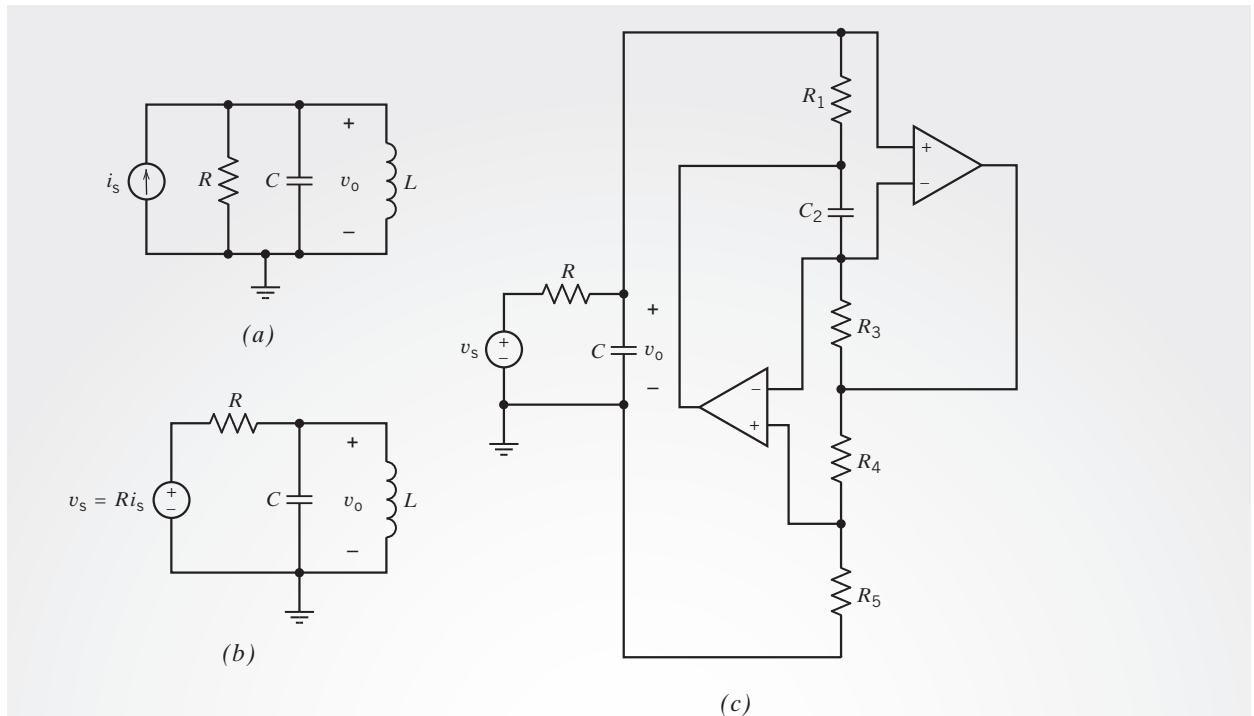 i_s
R
C
+
v_o
−
L
(a)
R
v_s = Ri_s
+
−
C
+
v_o
−
L
(b)
R_1
+
−
C_2
R
+
−
v_s
C
+
v_o
−
R_3
−
+
R_4
R_5
(c)